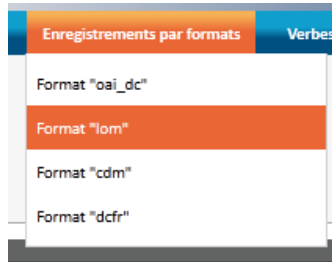 Enregistrements par formats
Verbes
Format "oai_dc"
Format "lom"
Format "cdm"
Format "dcfr"